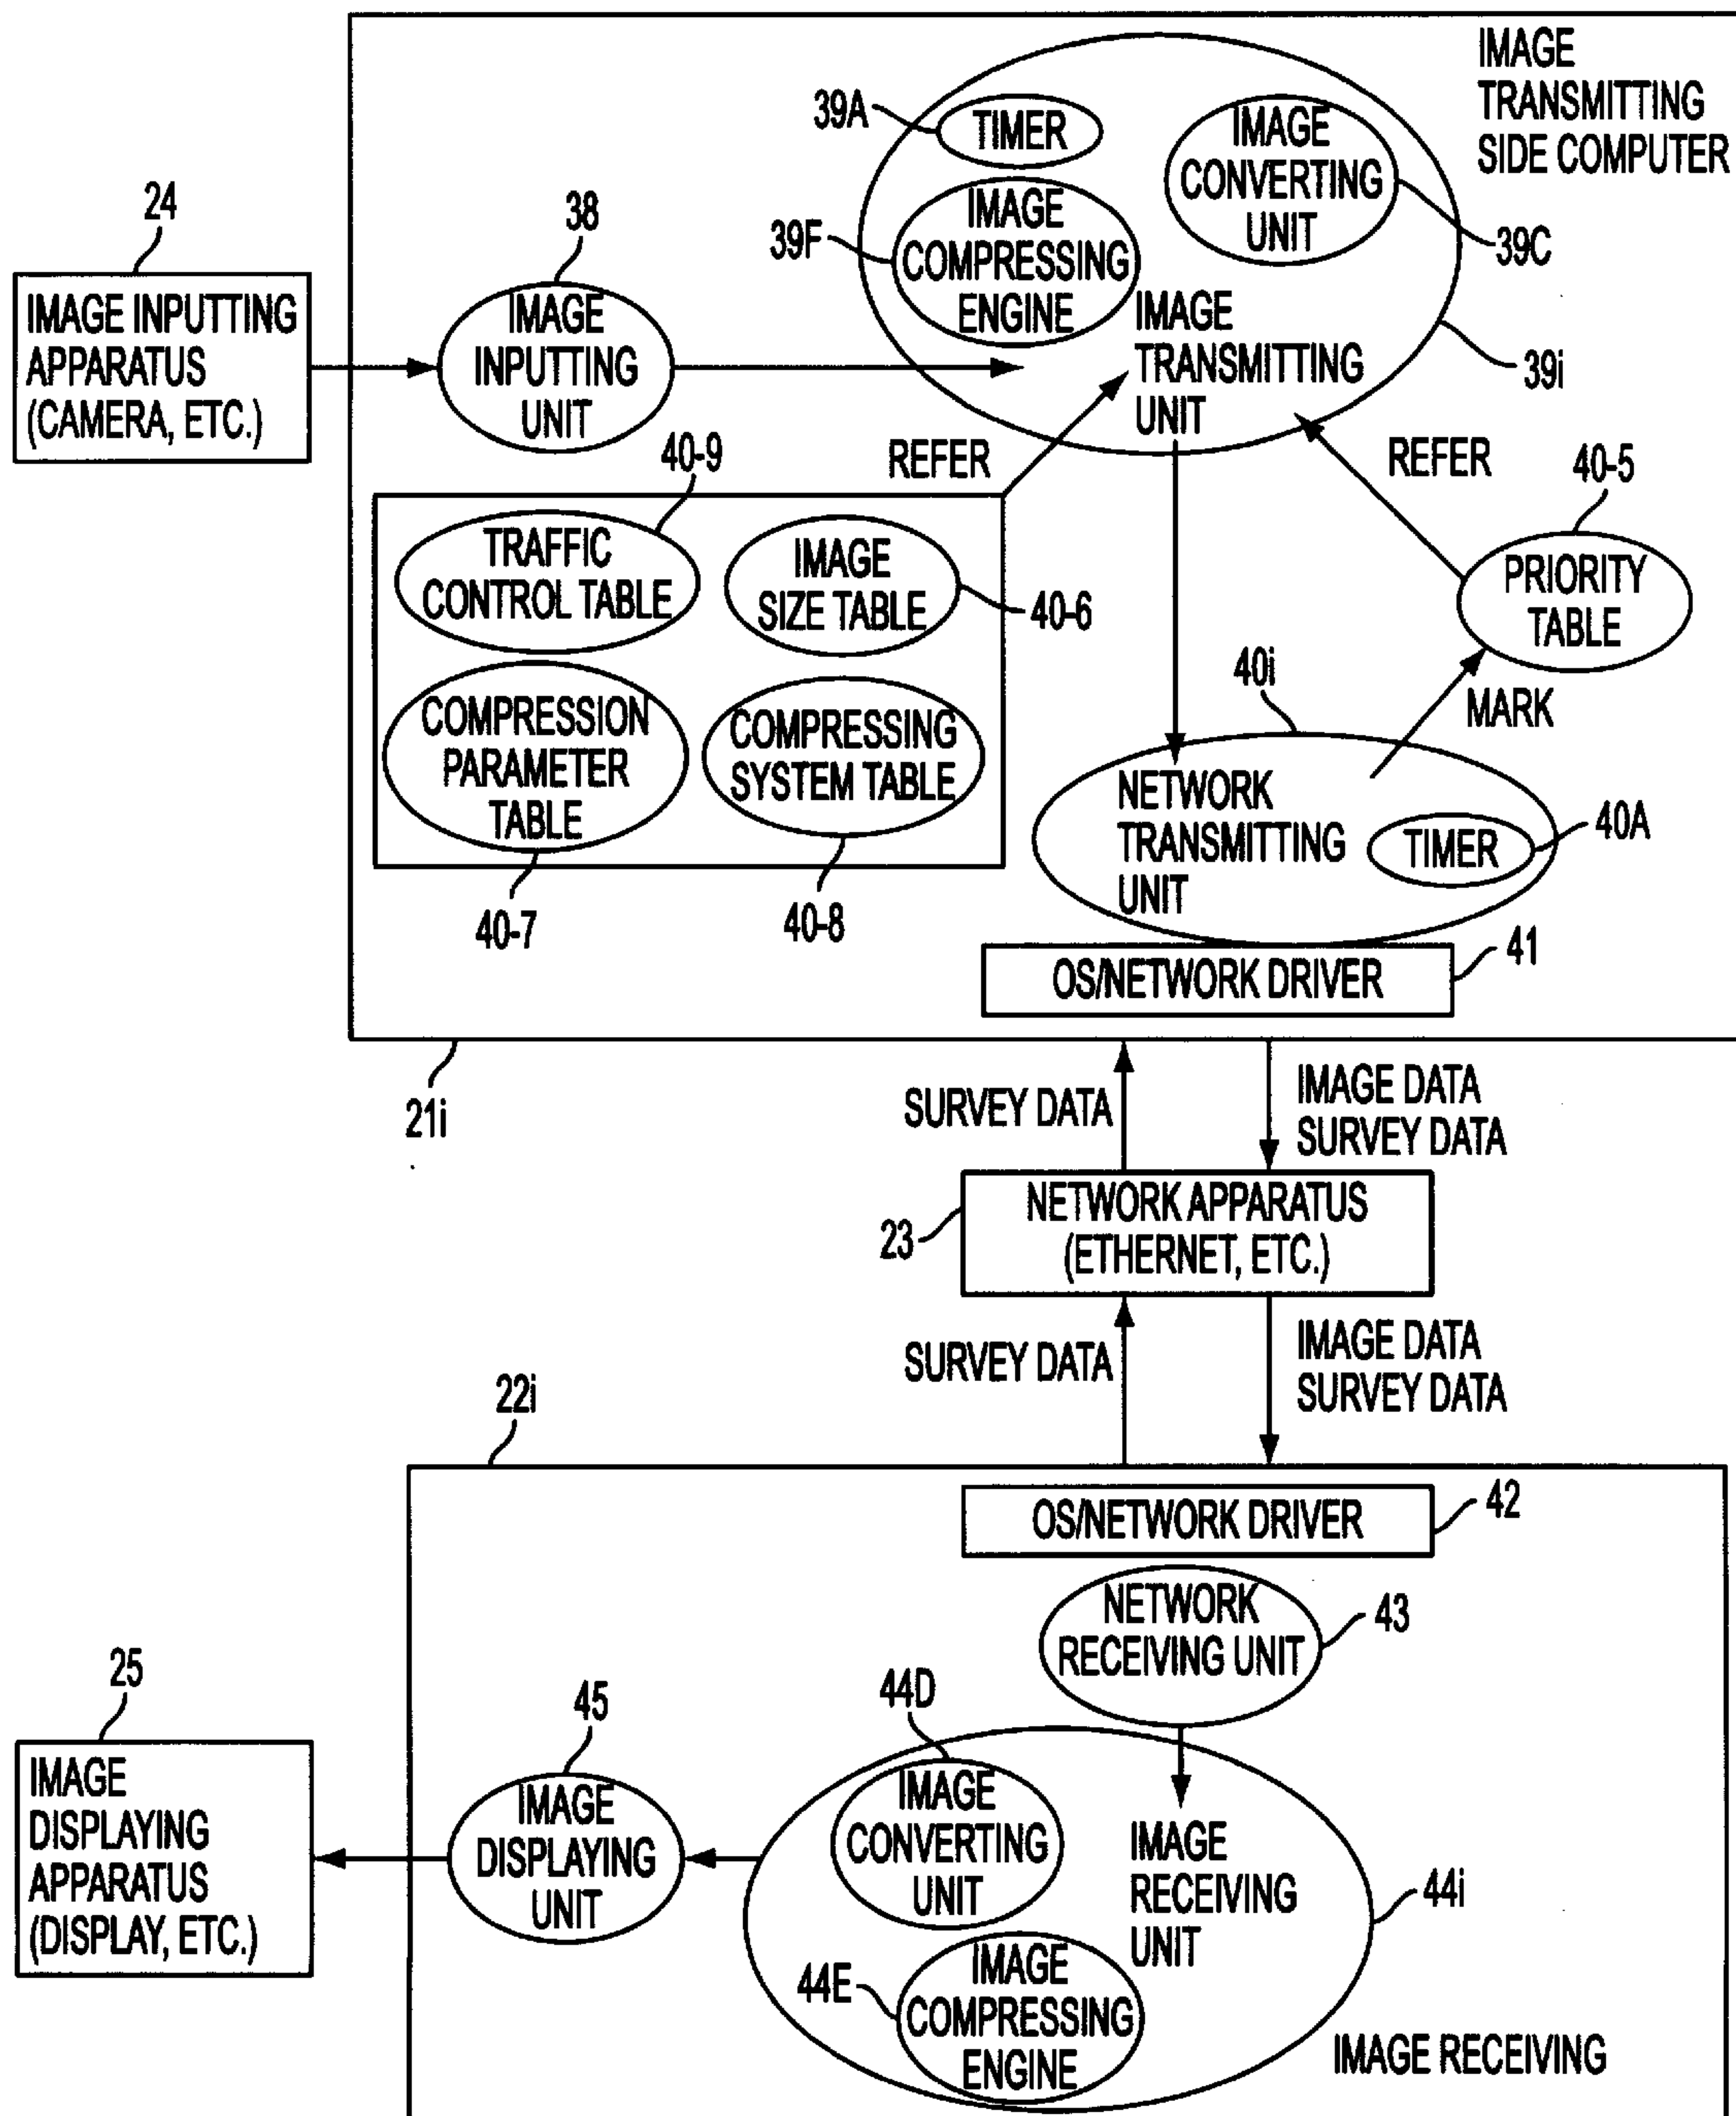 IMAGE
TRANSMITTING
SIDE COMPUTER
39A
TIMER
IMAGE
CONVERTING
UNIT
39C
39F
IMAGE
COMPRESSING
ENGINE
IMAGE
TRANSMITTING
UNIT
39i
24
IMAGE INPUTTING
APPARATUS
(CAMERA, ETC.)
38
IMAGE
INPUTTING
UNIT
REFER
REFER
40-9
TRAFFIC
CONTROL TABLE
IMAGE
SIZE TABLE
40-6
COMPRESSION
PARAMETER
TABLE
40-7
COMPRESSING
SYSTEM TABLE
40-8
40-5
PRIORITY
TABLE
MARK
40i
NETWORK
TRANSMITTING
UNIT
TIMER
40A
OS/NETWORK DRIVER
41
21i
SURVEY DATA
IMAGE DATA
SURVEY DATA
23
NETWORK APPARATUS
(ETHERNET, ETC.)
SURVEY DATA
IMAGE DATA
SURVEY DATA
22i
OS/NETWORK DRIVER
42
NETWORK
RECEIVING UNIT
43
25
IMAGE
DISPLAYING
APPARATUS
(DISPLAY, ETC.)
45
IMAGE
DISPLAYING
UNIT
44D
IMAGE
CONVERTING
UNIT
IMAGE
RECEIVING
UNIT
44i
44E
IMAGE
COMPRESSING
ENGINE
IMAGE RECEIVING